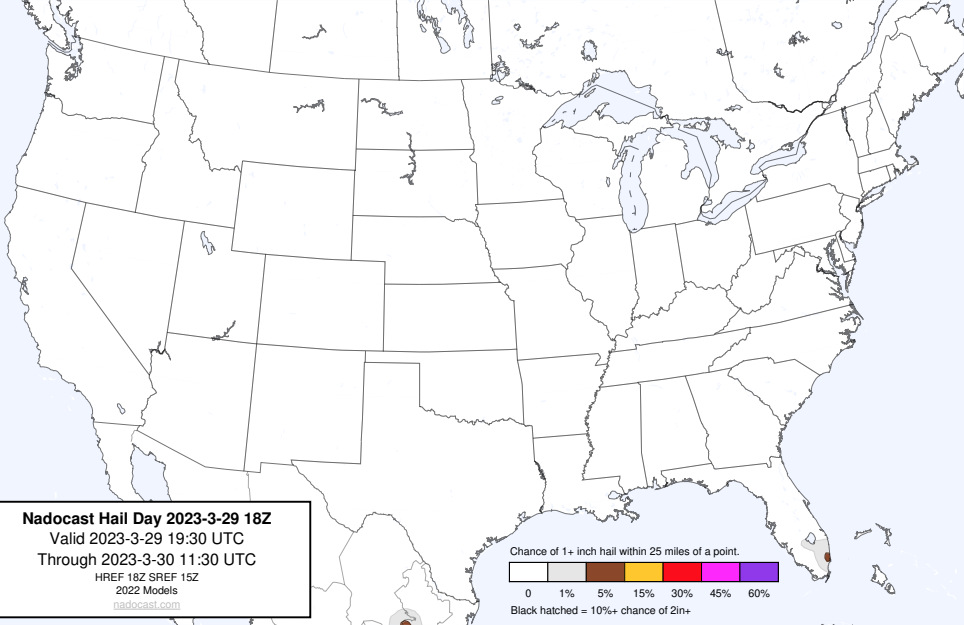 Nadocast Hail Day 2023-3-29 18Z
Valid 2023-3-29 19:30 UTC
Through 2023-3-30 11:30 UTC
HREF 18Z SREF 15Z
2022 Models
nadocast.com
Chance of 1+ inch hail within 25 miles of a point.
0 1% 5% 15% 30% 45% 60%
Black hatched = 10%+ chance of 2in+